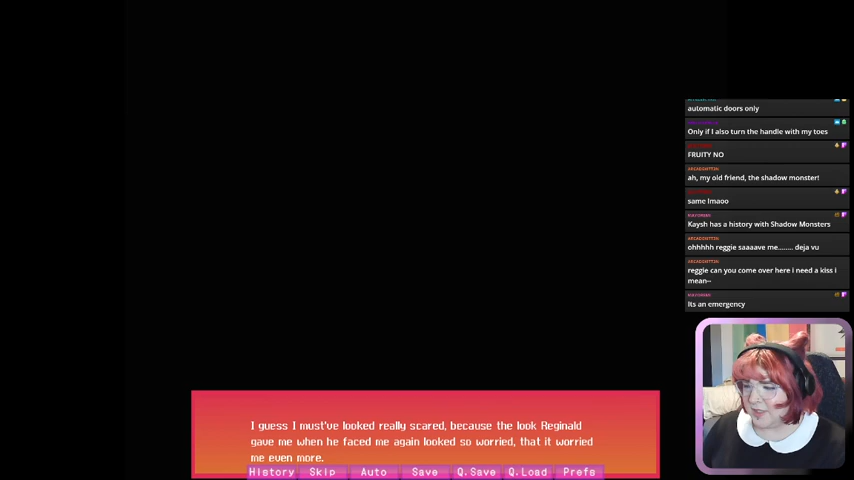 automatic doors only
Only if I also turn the handle with my toes
FRUITY NO
ah, my old friend, the shadow monster!
same lmaoo
Kaysh has a history with Shadow Monsters
ohhhhh reggie saaaave me........ deja vu
reggie can you come over here i need a kiss i
mean--
Its an emergency
I guess I must've looked really scared, because the look Reginald
gave me when he faced me again looked so worried, that it worried
me even more.
History Skip Auto Save Q.Save Q.Load Prefs